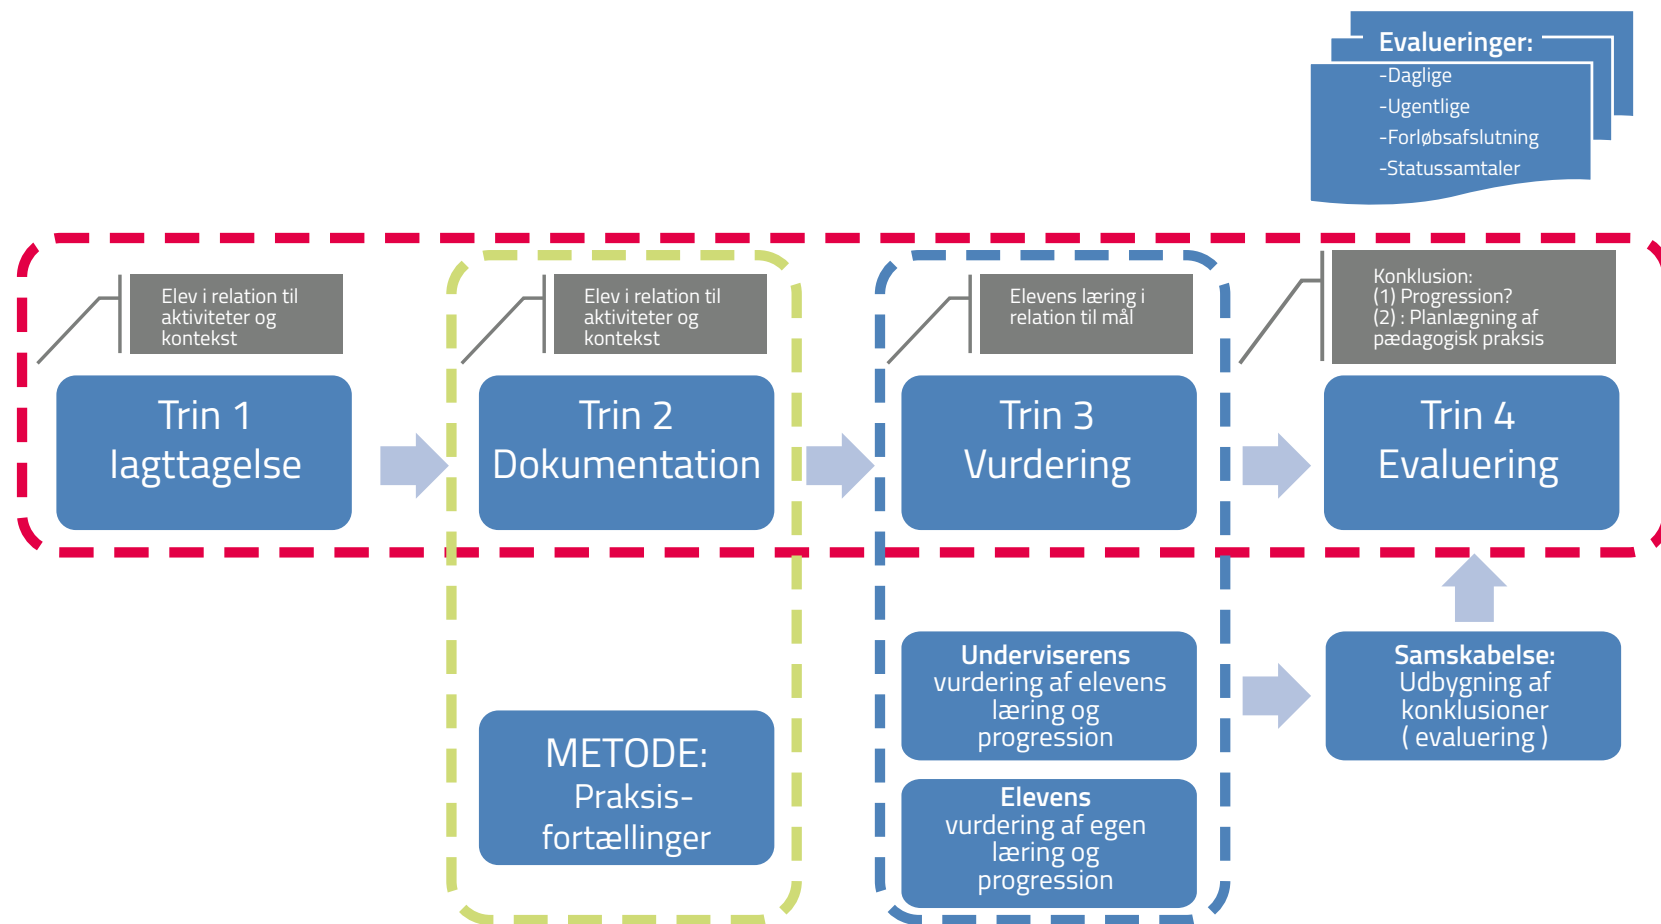 Evalueringer:
-Daglige
-Ugentlige
-Forløbsafslutning
-Statussamtaler
Elev i relation til
aktiviteter og
kontekst
Elev i relation til
aktiviteter og
kontekst
Elevens læring i
relation til mål
Konklusion:
(1) Progression?
(2) : Planlægning af
pædagogisk praksis
Trin 1
Iagttagelse
Trin 2
Dokumentation
Trin 3
Vurdering
Trin 4
Evaluering
METODE:
Praksis-
fortællinger
Underviserens
vurdering af elevens
læring og
progression
Elevens
vurdering af egen
læring og
progression
Samskabelse:
Udbygning af
konklusioner
( evaluering )